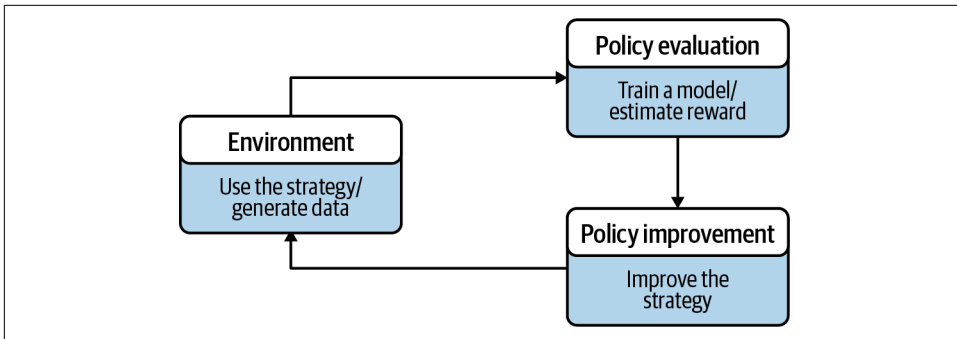 Policy evaluation
Train a model/
estimate reward
Environment
Use the strategy/
generate data
Policy improvement
Improve the
strategy